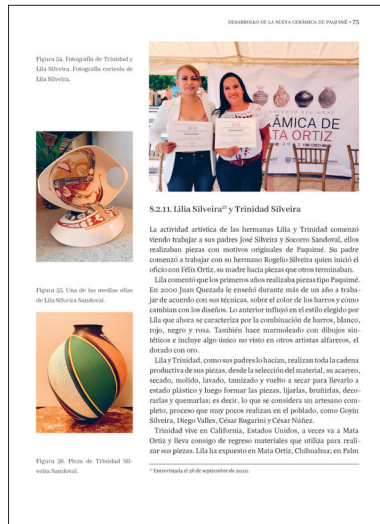 DESARROLLO DE LA NUEVA CERÁMICA DE PAQUIMÉ • 73
Figura 54. Fotografía de Trinidad y
Lila Silveira. Fotografía cortesía de
Lila Silveira.
CONCURSO REGIONAL
CERÁMICA DE
MATA ORTIZ
Figura 55. Una de las medias ollas
de Lila Silveira Sandoval.
Figura 56. Pieza de Trinidad Sil-
veira Sandoval.
8.2.11. Lilia Silveira²⁵ y Trinidad Silveira
La actividad artística de las hermanas Lilia y Trinidad comenzó
viendo trabajar a sus padres José Silveira y Socorro Sandoval, ellos
realizaban piezas con motivos originales de Paquimé. Su padre
comenzó a trabajar con su hermano Rogelio Silveira quien inició el
oficio con Félix Ortiz, su madre hacía piezas que otros terminaban.
Lila comentó que los primeros años realizaba piezas tipo Paquimé.
En 2000 Juan Quezada le enseñó durante más de un año a traba-
jar de acuerdo con sus técnicas, sobre el color de los barros y cómo
cambian con los diseños. Lo anterior influyó en el estilo elegido por
Lila que ahora se caracteriza por la combinación de barros, blanco,
rojo, negro y rosa. También hace marmoleado con dibujos sin-
téticos e incluye algo único no visto en otros artistas alfareros, el
dorado con oro.
Lila y Trinidad, como sus padres lo hacían, realizan toda la cadena
productiva de sus piezas, desde la selección del material, su acarreo,
secado, molido, lavado, tamizado y vuelto a secar para llevarlo a
estado plástico y luego formar las piezas, lijarlas, bruñirlas, deco-
rarlas y quemarlas; es decir, lo que se considera un artesano com-
pleto, proceso que muy pocos realizan en el poblado, como Goyín
Silveira, Diego Valles, César Bugarini y César Núñez.
Trinidad vive en California, Estados Unidos, a veces va a Mata
Ortiz y lleva consigo de regreso materiales que utiliza para reali-
zar sus piezas. Lila ha expuesto en Mata Ortiz, Chihuahua; en Palm
Entrevistada el 26 de septiembre de 2020.